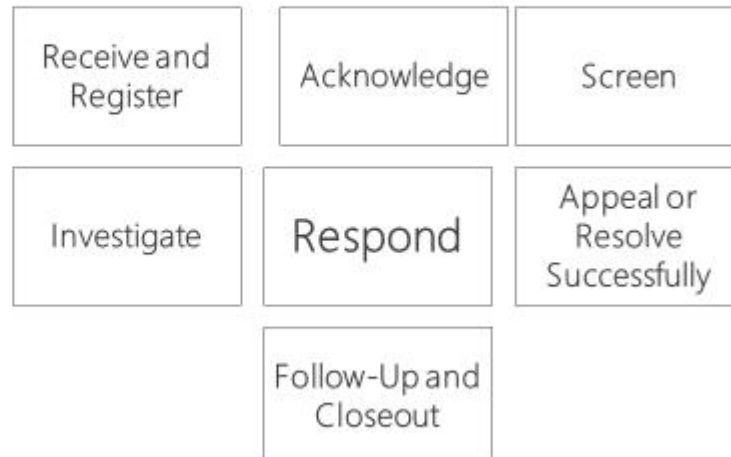 Receive and
Register
Acknowledge
Screen
Investigate
Respond
Appeal or
Resolve
Successfully
Follow-Up and
Closeout